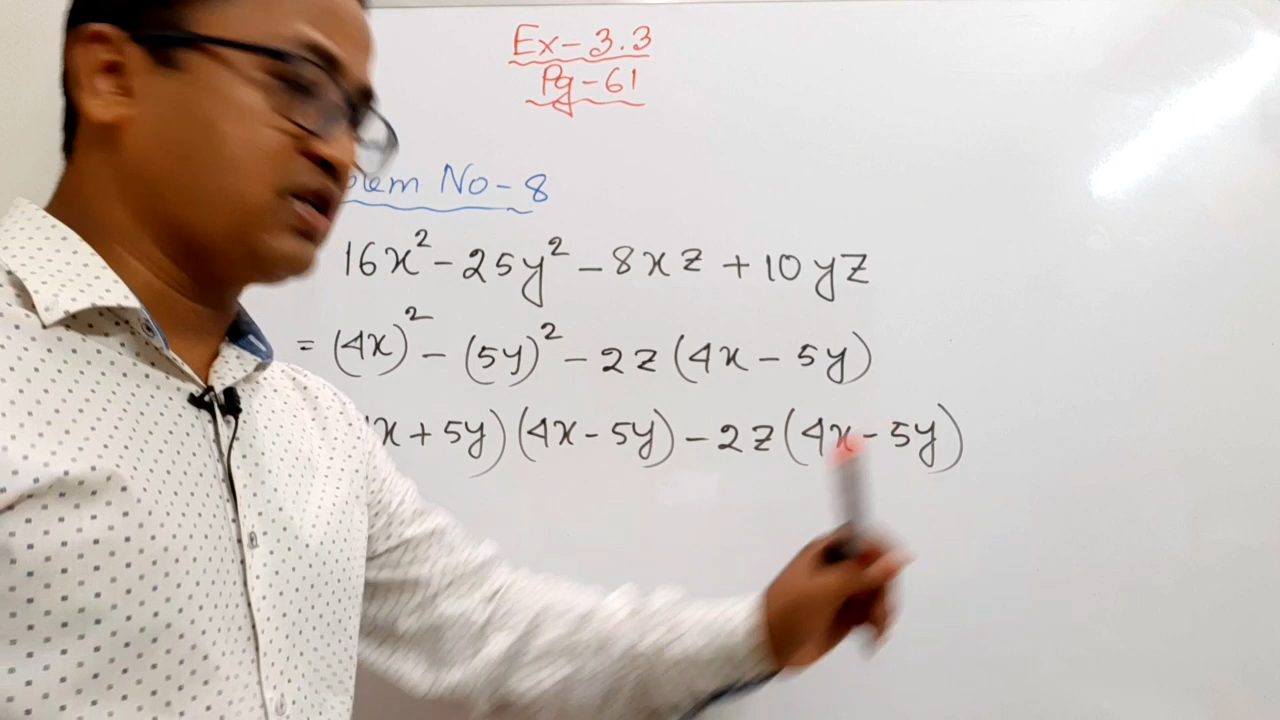 Ex-3.3
Pg-61
No-8
16x² - 25y² - 8xz + 10yz
= (4x)² - (5y)² - 2z(4x - 5y)
x + 5y)(4x - 5y) - 2z(4x - 5y)